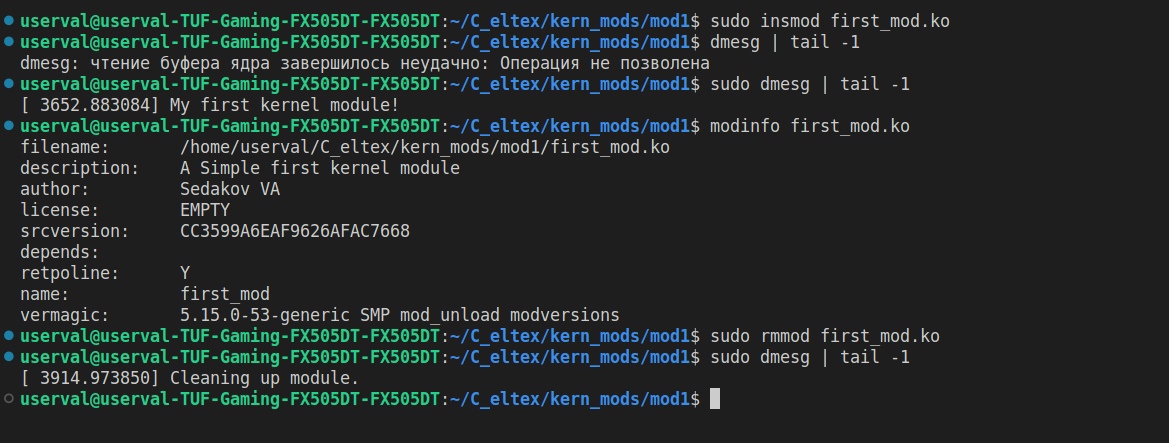 userval@userval-TUF-Gaming-FX505DT-FX505DT:~/C_eltex/kern_mods/mod1$ sudo insmod first_mod.ko
userval@userval-TUF-Gaming-FX505DT-FX505DT:~/C_eltex/kern_mods/mod1$ dmesg | tail -1
dmesg: чтение буфера ядра завершилось неудачно: Операция не позволена
userval@userval-TUF-Gaming-FX505DT-FX505DT:~/C_eltex/kern_mods/mod1$ sudo dmesg | tail -1
[ 3652.883084] My first kernel module!
userval@userval-TUF-Gaming-FX505DT-FX505DT:~/C_eltex/kern_mods/mod1$ modinfo first_mod.ko
filename:       /home/userval/C_eltex/kern_mods/mod1/first_mod.ko
description:    A Simple first kernel module
author:         Sedakov VA
license:        EMPTY
srcversion:     CC3599A6EAF9626AFAC7668
depends:
retpoline:      Y
name:           first_mod
vermagic:       5.15.0-53-generic SMP mod_unload modversions
userval@userval-TUF-Gaming-FX505DT-FX505DT:~/C_eltex/kern_mods/mod1$ sudo rmmod first_mod.ko
userval@userval-TUF-Gaming-FX505DT-FX505DT:~/C_eltex/kern_mods/mod1$ sudo dmesg | tail -1
[ 3914.973850] Cleaning up module.
userval@userval-TUF-Gaming-FX505DT-FX505DT:~/C_eltex/kern_mods/mod1$